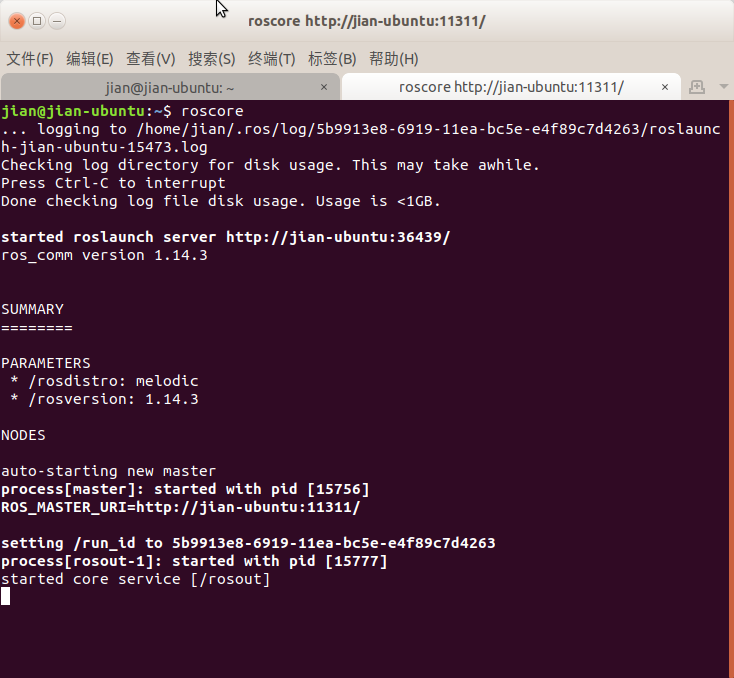 roscore http://jian-ubuntu:11311/
文件(F) 编辑(E) 查看(V) 搜索(S) 终端(T) 标签(B) 帮助(H)
jian@jian-ubuntu: ~ × roscore http://jian-ubuntu:11311/ ×
jian@jian-ubuntu:~$ roscore
... logging to /home/jian/.ros/log/5b9913e8-6919-11ea-bc5e-e4f89c7d4263/roslaunc
h-jian-ubuntu-15473.log
Checking log directory for disk usage. This may take awhile.
Press Ctrl-C to interrupt
Done checking log file disk usage. Usage is <1GB.
started roslaunch server http://jian-ubuntu:36439/
ros_comm version 1.14.3
SUMMARY
========
PARAMETERS
 * /rosdistro: melodic
 * /rosversion: 1.14.3
NODES
auto-starting new master
process[master]: started with pid [15756]
ROS_MASTER_URI=http://jian-ubuntu:11311/
setting /run_id to 5b9913e8-6919-11ea-bc5e-e4f89c7d4263
process[rosout-1]: started with pid [15777]
started core service [/rosout]